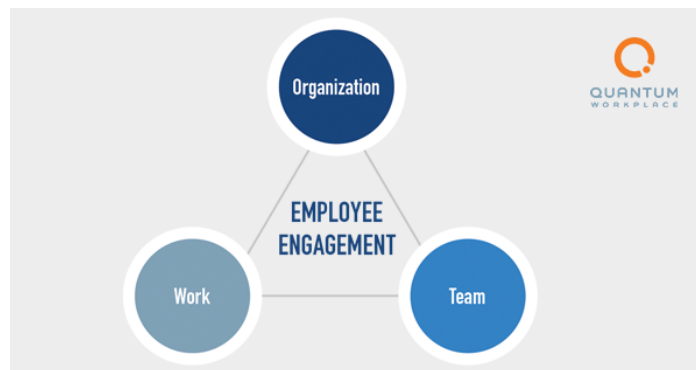 Organization
QUANTUM
WORKPLACE
EMPLOYEE
ENGAGEMENT
Work
Team